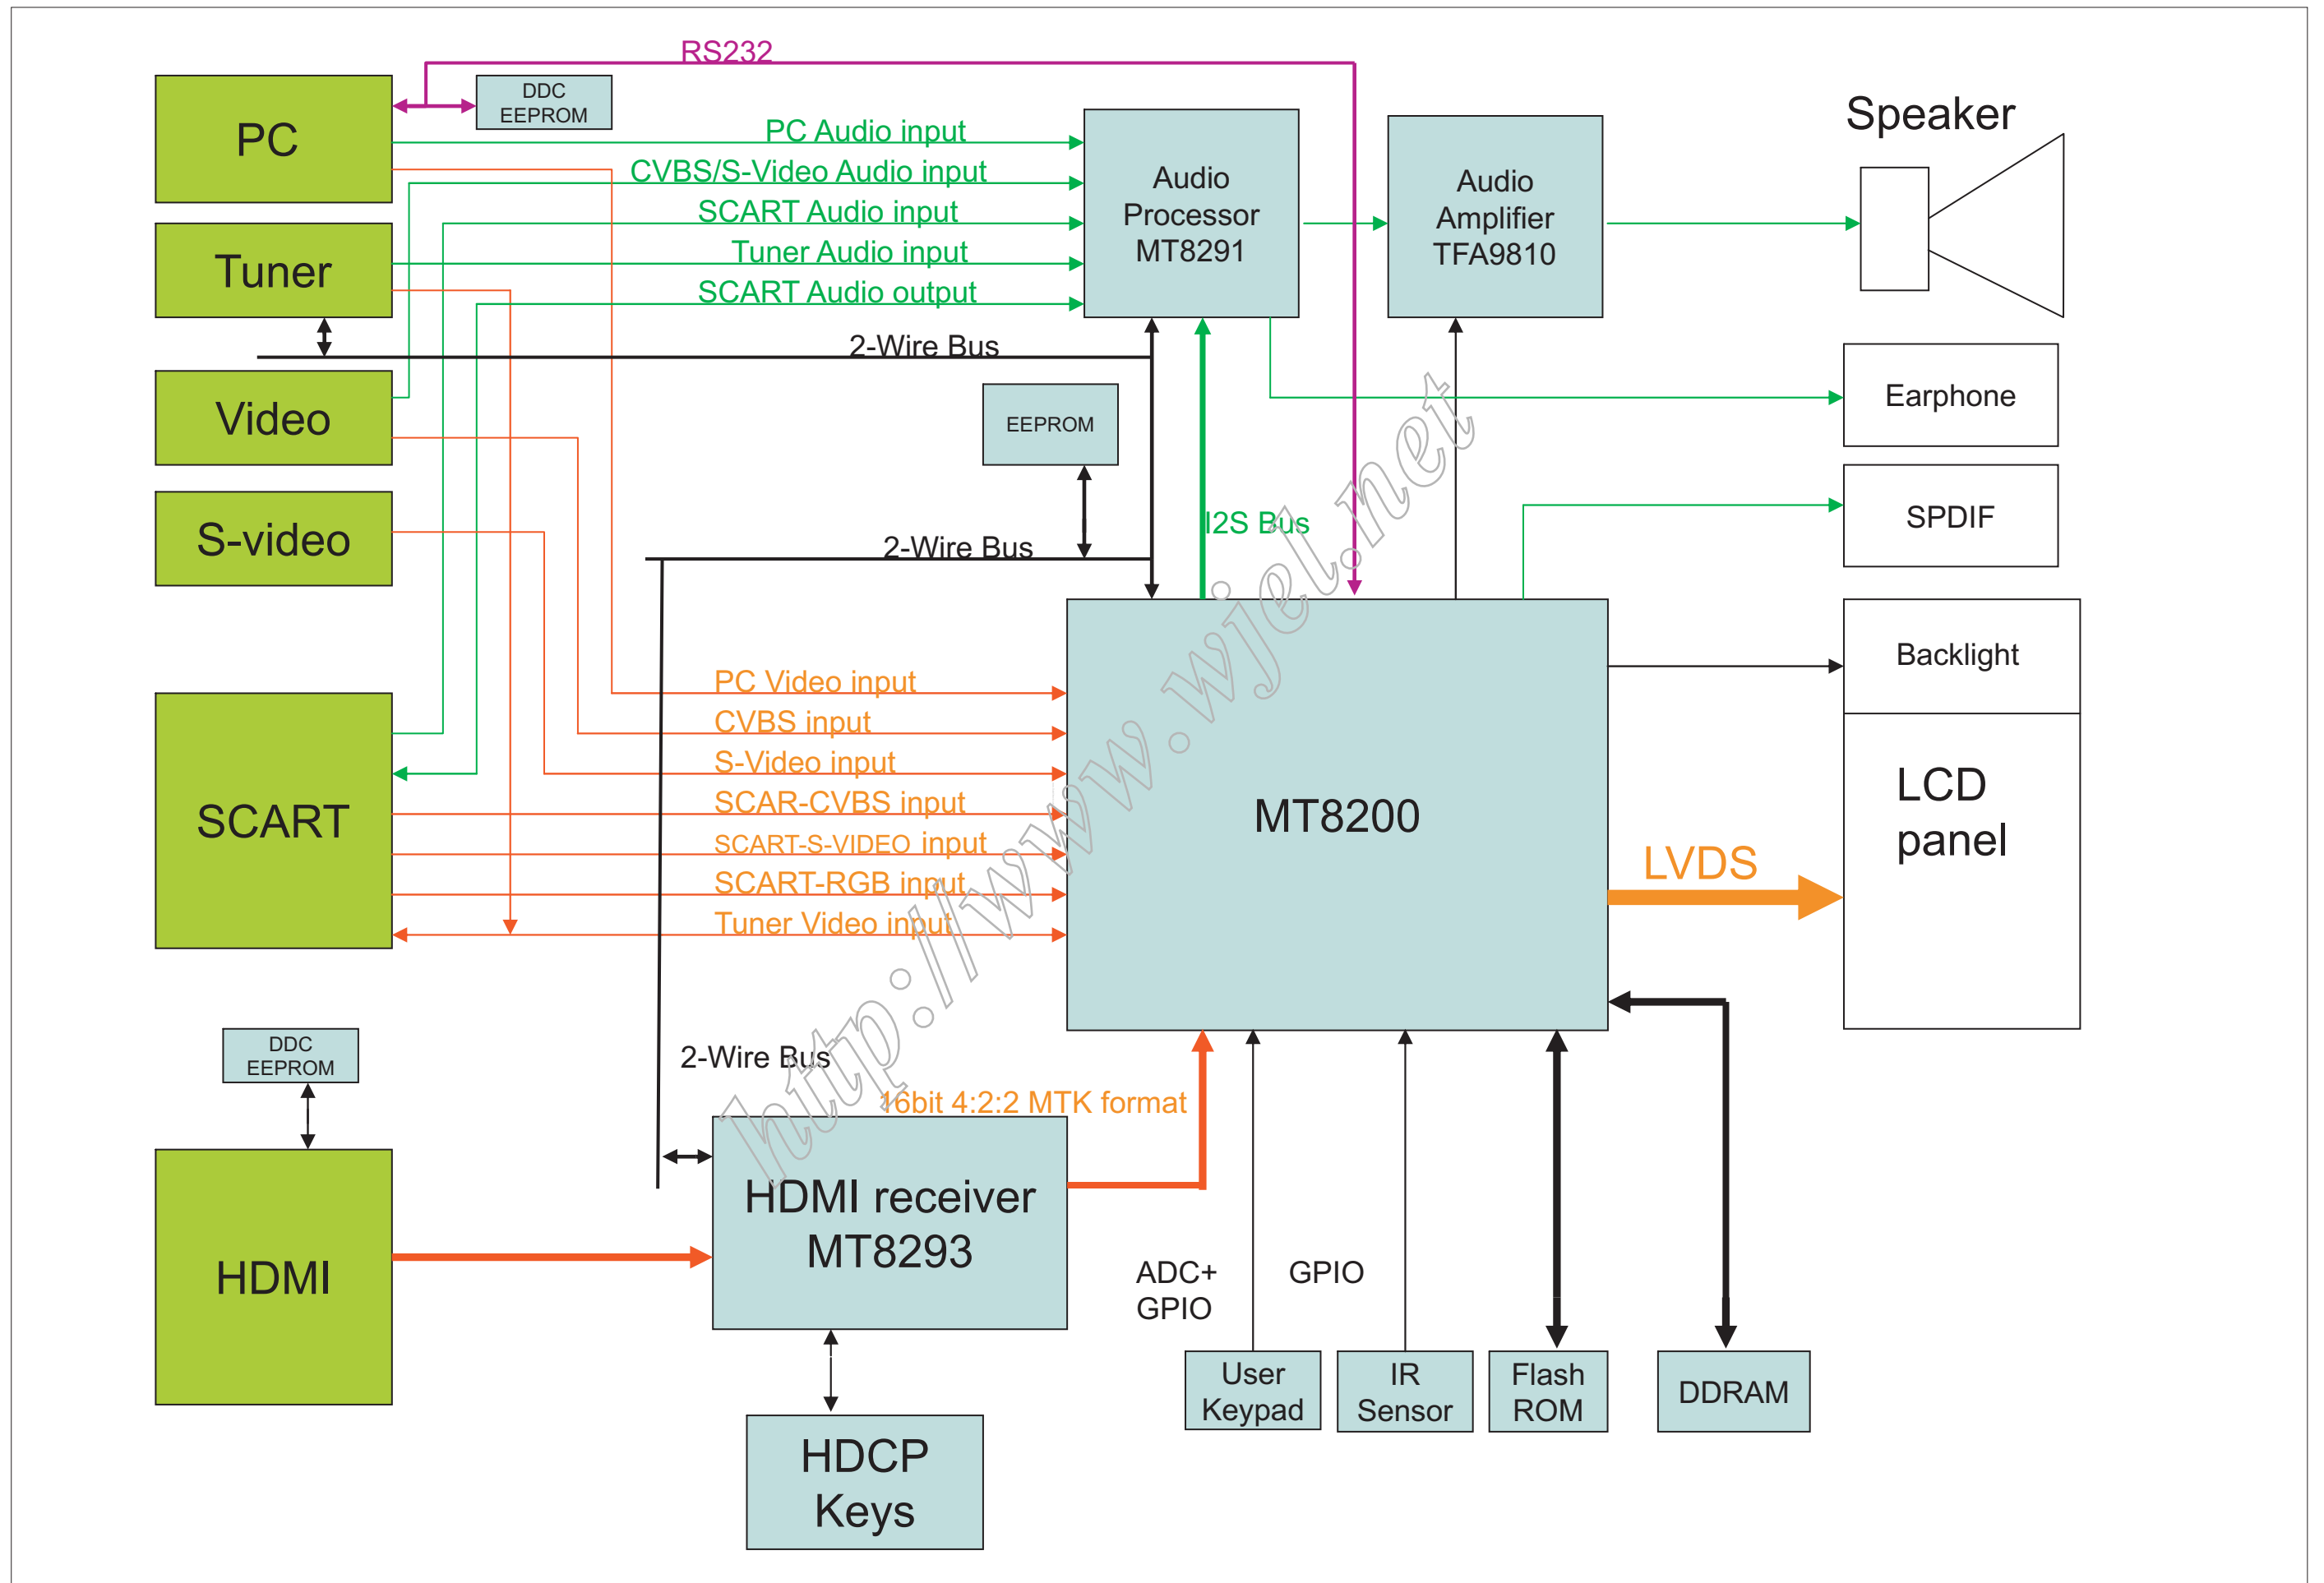 RS232
PC
DDC
EEPROM
PC Audio input
CVBS/S-Video Audio input
SCART Audio input
Tuner Audio input
SCART Audio output
Audio
Processor
MT8291
Audio
Amplifier
TFA9810
Speaker
Tuner
2-Wire Bus
Video
EEPROM
Earphone
S-video
2-Wire Bus
I2S Bus
SPDIF
PC Video input
CVBS input
S-Video input
SCAR-CVBS input
SCART-S-VIDEO input
SCART-RGB input
Tuner Video input
SCART
MT8200
Backlight
LCD
panel
LVDS
DDC
EEPROM
2-Wire Bus
16bit 4:2:2 MTK format
HDMI
HDMI receiver
MT8293
ADC+
GPIO
GPIO
User
Keypad
IR
Sensor
Flash
ROM
DDRAM
HDCP
Keys
http://www.wjel.net